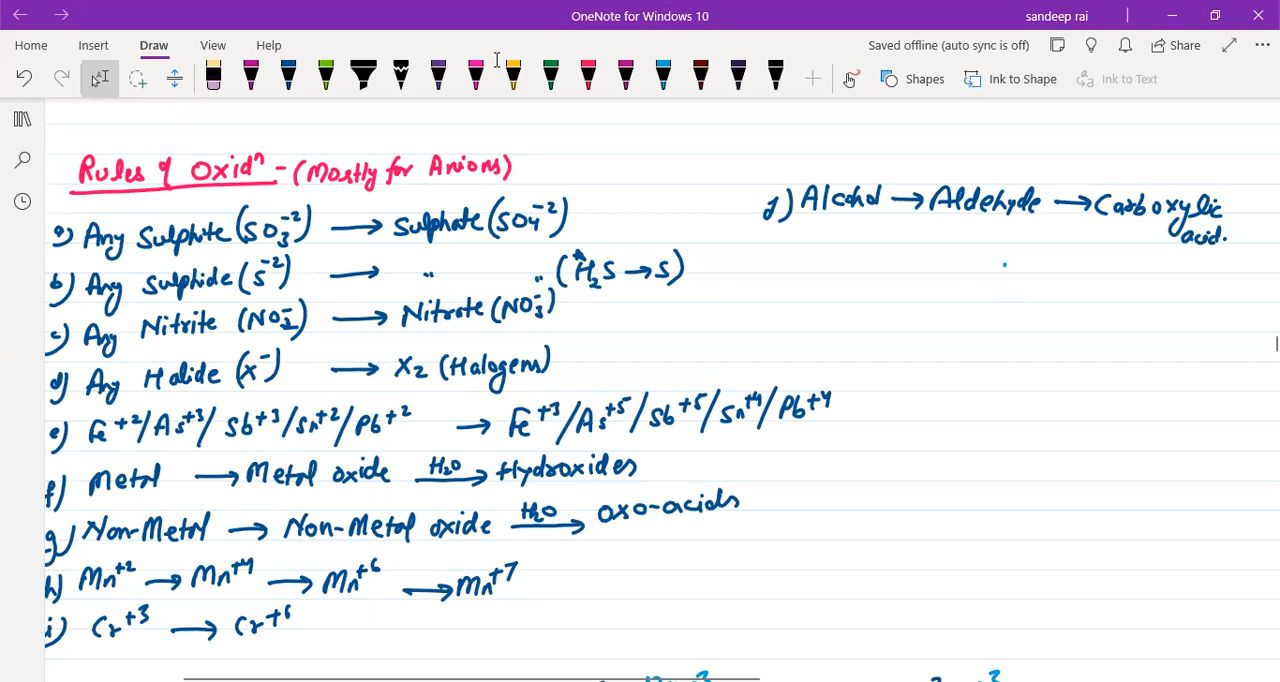 OneNote for Windows 10
sandeep rai
Home Insert Draw View Help
Saved offline (auto sync is off)
Share
Shapes
Ink to Shape
Ink to Text
Rules of Oxidⁿ - (Mostly for Anions)
a) Any Sulphite (SO₃⁻²) → Sulphate (SO₄⁻²)
b) Any Sulphide (S⁻²) → " " (H₂S → S)
c) Any Nitrite (NO₂⁻) → Nitrate (NO₃⁻)
d) Any Halide (X⁻) → X₂ (Halogens)
e) Fe⁺²/As⁺³/Sb⁺³/Sn⁺²/Pb⁺² → Fe⁺³/As⁺⁵/Sb⁺⁵/Sn⁺⁴/Pb⁺⁴
f) Metal → Metal oxide H₂O → Hydroxides
g) Non-Metal → Non-Metal oxide H₂O → oxo-acids
h) Mn⁺² → Mn⁺⁴ → Mn⁺⁶ → Mn⁺⁷
i) Cr⁺³ → Cr⁺⁶
j) Alcohol → Aldehyde → Carboxylic
acid.